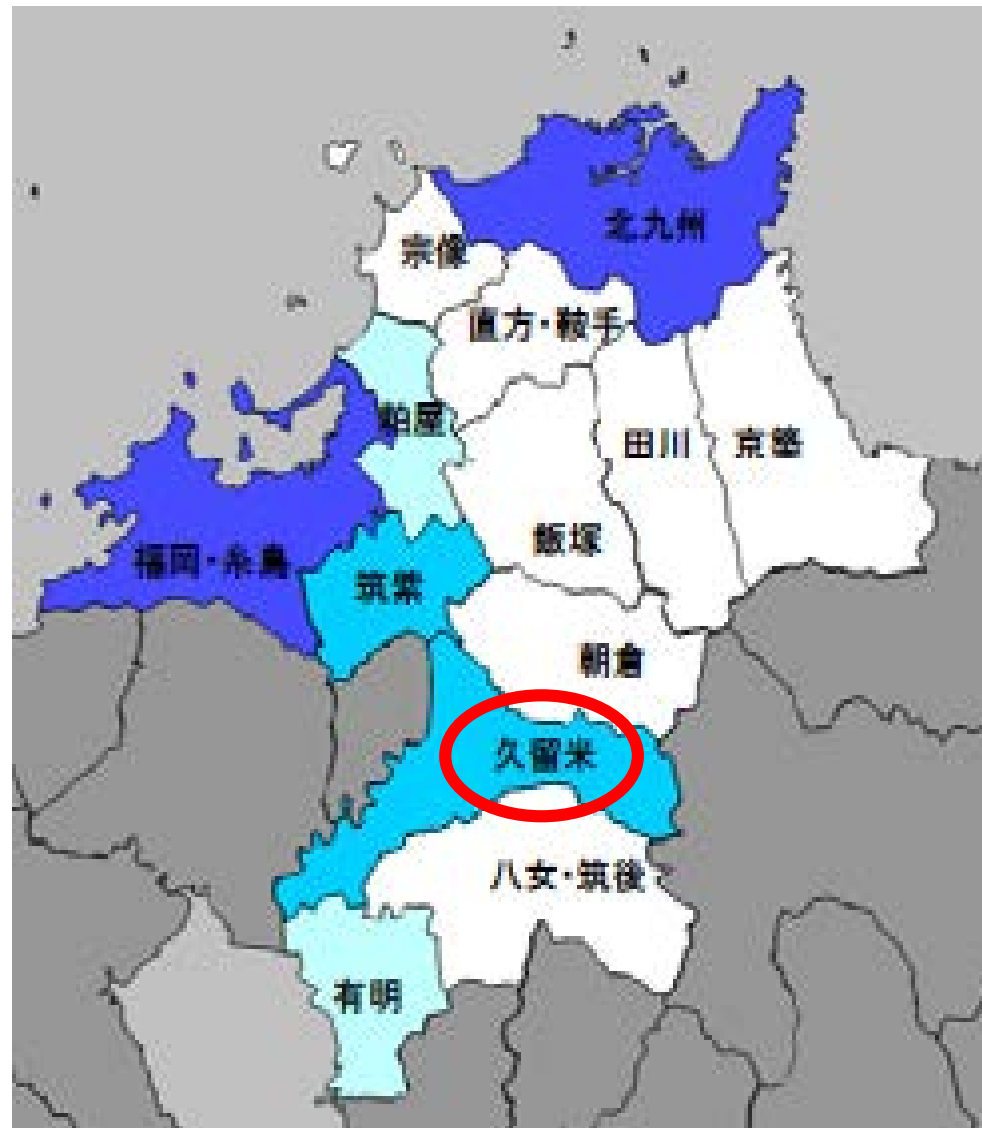 北九州
宗像
直方・鞍手
粕屋
田川
京築
飯塚
福岡・糸島
筑紫
朝倉
久留米
八女・筑後
有明